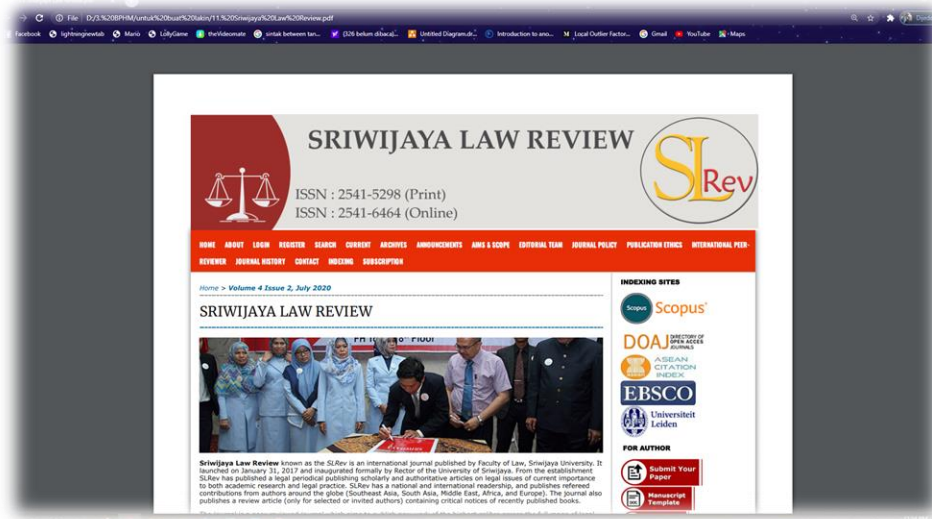 File | D:/3.%20BPHM/untuk%20buat%20lakin/11.%20Sriwijaya%20Law%20Review.pdf
Facebook lightningnewtab Mario LollyGame theVideomate sintak between tan... (326 belum dibaca)... Untitled Diagram.dr... Introduction to ano... Local Outlier Factor... Gmail YouTube Maps
SRIWIJAYA LAW REVIEW
ISSN : 2541-5298 (Print)
ISSN : 2541-6464 (Online)
SLRev
HOME ABOUT LOGIN REGISTER SEARCH CURRENT ARCHIVES ANNOUNCEMENTS AIMS & SCOPE EDITORIAL TEAM JOURNAL POLICY PUBLICATION ETHICS INTERNATIONAL PEER-
REVIEWER JOURNAL HISTORY CONTACT INDEXING SUBSCRIPTION
Home > Volume 4 Issue 2, July 2020
SRIWIJAYA LAW REVIEW
Floor
Sriwijaya Law Review known as the SLRev is an international journal published by Faculty of Law, Sriwijaya University. It
launched on January 31, 2017 and inaugurated formally by Rector of the University of Sriwijaya. From the establishment
SLRev has published a legal periodical publishing scholarly and authoritative articles on legal issues of current importance
to both academic research and legal practice. SLRev has a national and international readership, and publishes refereed
contributions from authors around the globe (Southeast Asia, South Asia, Middle East, Africa, and Europe). The journal also
publishes a review article (only for selected or invited authors) containing critical notices of recently published books.
INDEXING SITES
Scopus Scopus
DOAJ DIRECTORY OF
OPEN ACCES
JOURNALS
ASEAN
CITATION
INDEX
EBSCO
Universiteit
Leiden
FOR AUTHOR
Submit Your
Paper
Manuscript
Template